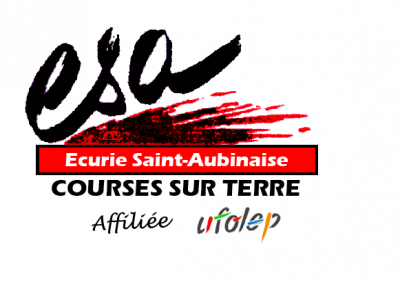 esa
Ecurie Saint-Aubinaise
COURSES SUR TERRE
Affiliée ufolep